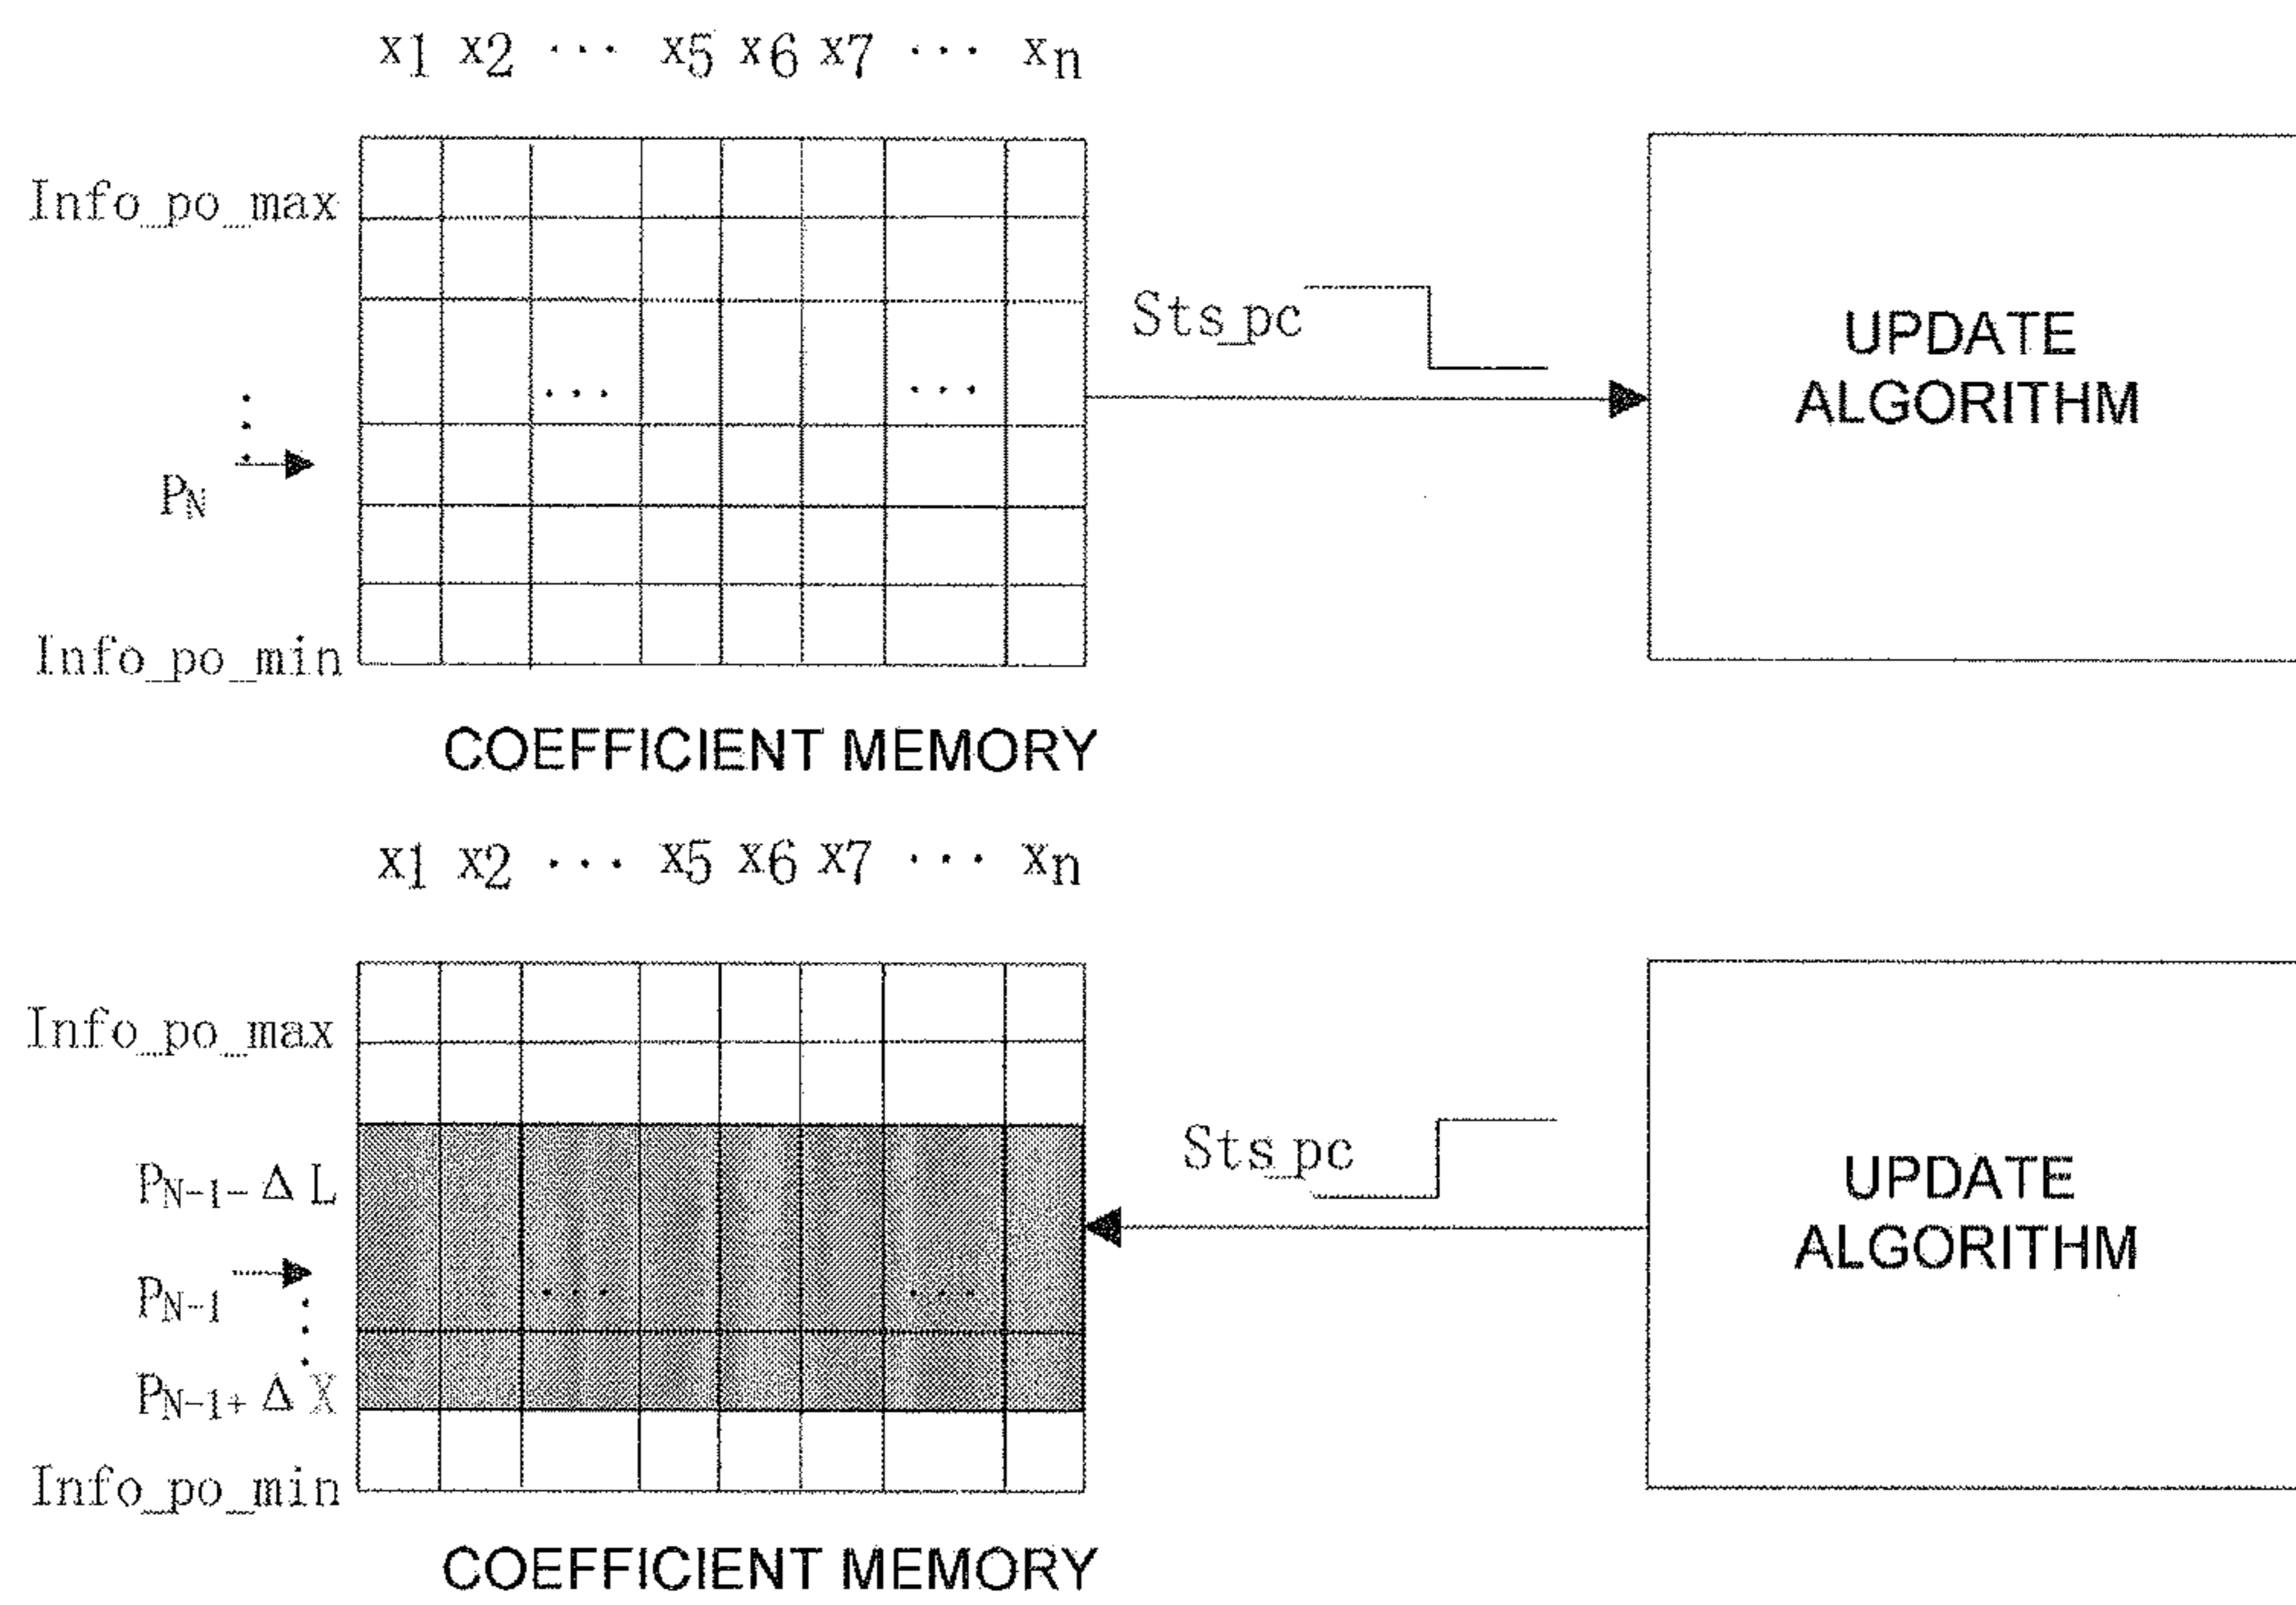 x1 x2 ... x5 x6 x7 ... xn
Info_po_max
Sts_pc
UPDATE
ALGORITHM
...
...
PN
Info_po_min
COEFFICIENT MEMORY
x1 x2 ... x5 x6 x7 ... xn
Info_po_max
Sts_pc
UPDATE
ALGORITHM
PN-1-ΔL
PN-1
...
...
PN-1+ΔX
Info_po_min
COEFFICIENT MEMORY